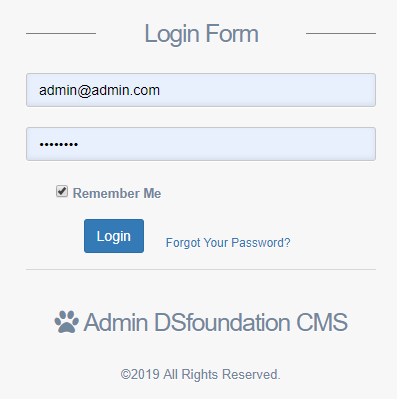 Login Form
admin@admin.com
••••••••
Remember Me
Login
Forgot Your Password?
Admin DSfoundation CMS
©2019 All Rights Reserved.